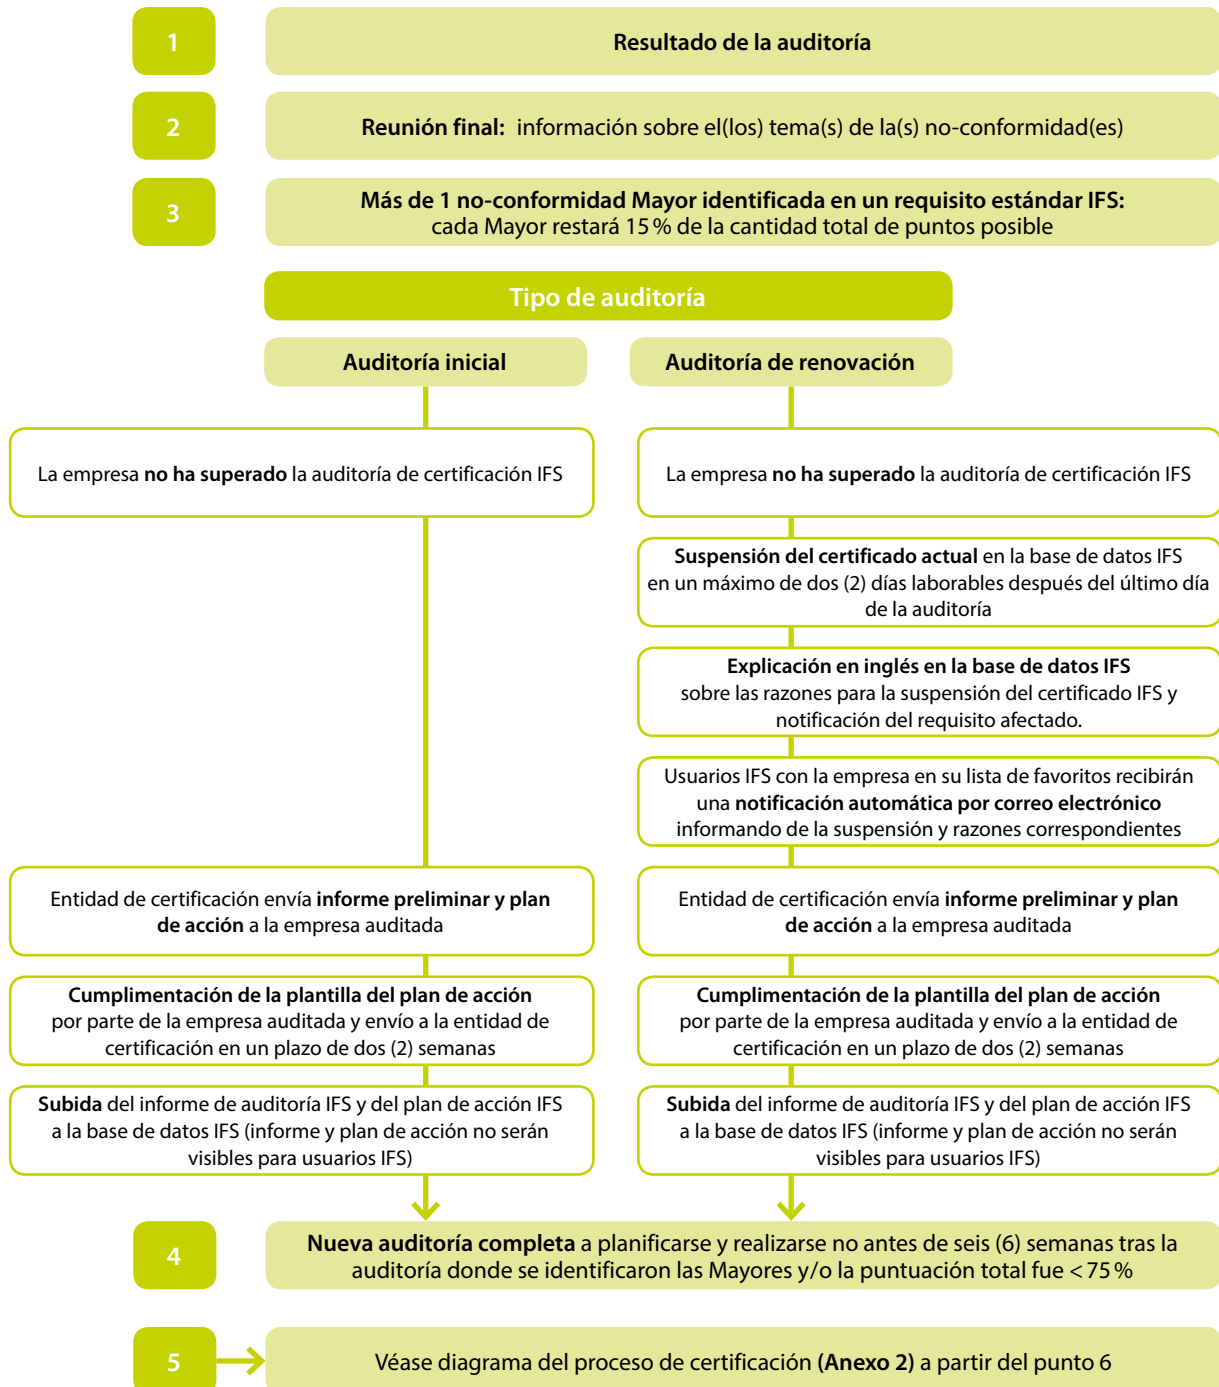 1
Resultado de la auditoría
2
Reunión final: información sobre el(los) tema(s) de la(s) no-conformidad(es)
3
Más de 1 no-conformidad Mayor identificada en un requisito estándar IFS:
cada Mayor restará 15 % de la cantidad total de puntos posible
Tipo de auditoría
Auditoría inicial
La empresa no ha superado la auditoría de certificación IFS
Entidad de certificación envía informe preliminar y plan
de acción a la empresa auditada
Cumplimentación de la plantilla del plan de acción
por parte de la empresa auditada y envío a la entidad de
certificación en un plazo de dos (2) semanas
Subida del informe de auditoría IFS y del plan de acción IFS
a la base de datos IFS (informe y plan de acción no serán
visibles para usuarios IFS)
Auditoría de renovación
La empresa no ha superado la auditoría de certificación IFS
Suspensión del certificado actual en la base de datos IFS
en un máximo de dos (2) días laborables después del último día
de la auditoría
Explicación en inglés en la base de datos IFS
sobre las razones para la suspensión del certificado IFS y
notificación del requisito afectado.
Usuarios IFS con la empresa en su lista de favoritos recibirán
una notificación automática por correo electrónico
informando de la suspensión y razones correspondientes
Entidad de certificación envía informe preliminar y plan
de acción a la empresa auditada
Cumplimentación de la plantilla del plan de acción
por parte de la empresa auditada y envío a la entidad de
certificación en un plazo de dos (2) semanas
Subida del informe de auditoría IFS y del plan de acción IFS
a la base de datos IFS (informe y plan de acción no serán
visibles para usuarios IFS)
4
Nueva auditoría completa a planificarse y realizarse no antes de seis (6) semanas tras la
auditoría donde se identificaron las Mayores y/o la puntuación total fue < 75 %
5
Véase diagrama del proceso de certificación (Anexo 2) a partir del punto 6